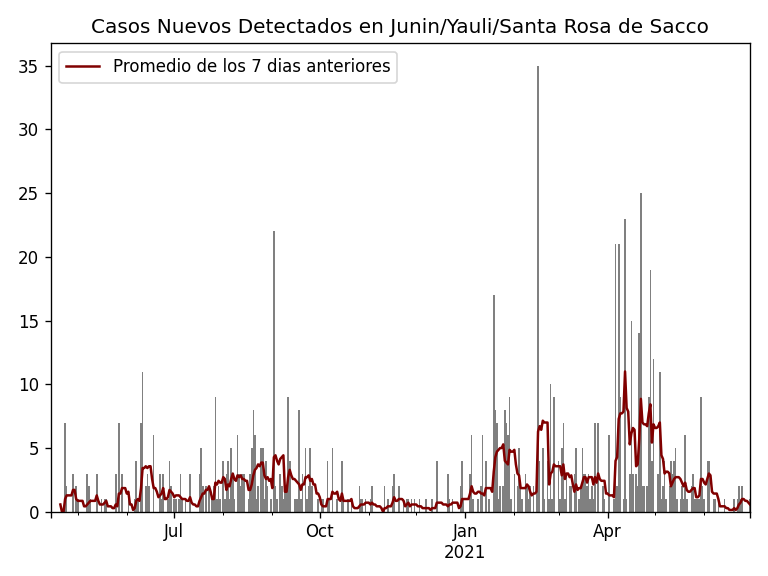 Casos Nuevos Detectados en Junin/Yauli/Santa Rosa de Sacco
Promedio de los 7 dias anteriores
35
30
25
20
15
10
5
0
Jul
Oct
Jan
2021
Apr